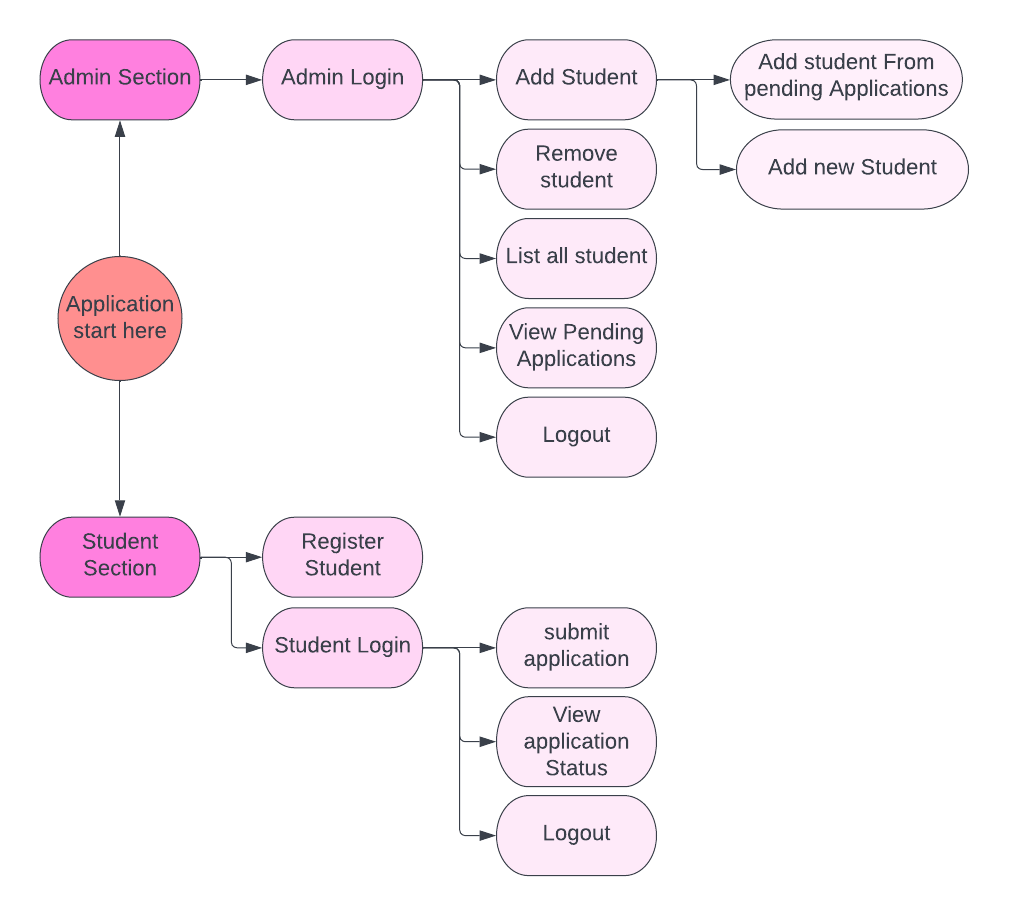 Admin Section
Admin Login
Add Student
Add student From
pending Applications
Remove
student
Add new Student
List all student
Application
start here
View Pending
Applications
Logout
Student
Section
Register
Student
Student Login
submit
application
View
application
Status
Logout